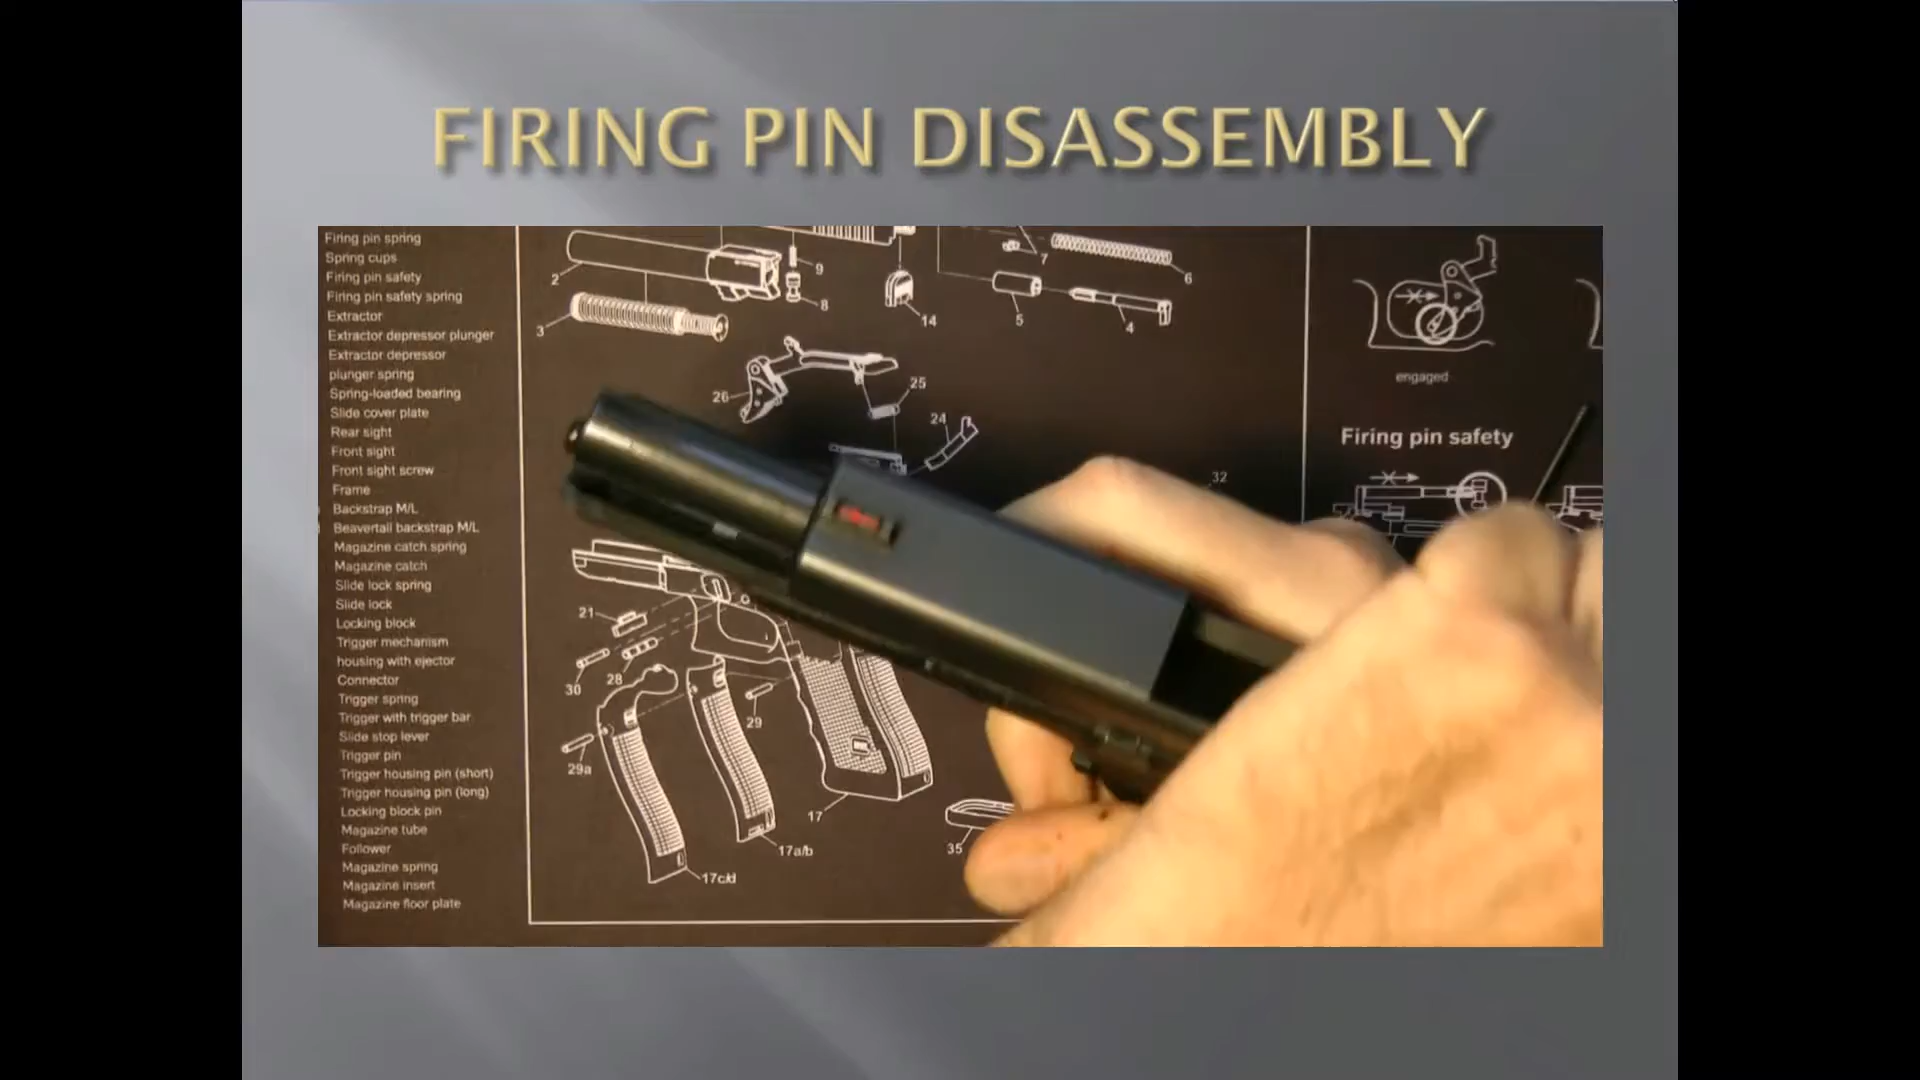 FIRING PIN DISASSEMBLY
Firing pin spring
Spring cups
Firing pin safety
Firing pin safety spring
Extractor
Extractor depressor plunger
Extractor depressor
plunger spring
Spring-loaded bearing
Slide cover plate
Rear sight
Front sight
Front sight screw
Frame
Backstrap M/L
Beavertail backstrap M/L
Magazine catch spring
Magazine catch
Slide lock spring
Slide lock
Locking block
Trigger mechanism
housing with ejector
Connector
Trigger spring
Trigger with trigger bar
Slide stop lever
Trigger pin
Trigger housing pin (short)
Trigger housing pin (long)
Locking block pin
Magazine tube
Follower
Magazine spring
Magazine insert
Magazine floor plate
2
9
8
7
6
3
14
5
4
26
25
24
32
21
30
28
29
29a
17
17a/b
17c/d
35
engaged
Firing pin safety